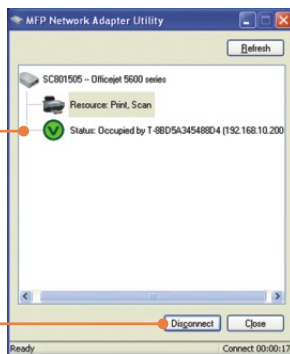 MFP Network Adapter Utility
Refresh
SC801505 -- Officejet 5600 series
Resource: Print, Scan
Status: Occupied by T-8BD5A345488D4 (192.168.10.200
Disconnect
Close
Ready
Connect 00:00:17